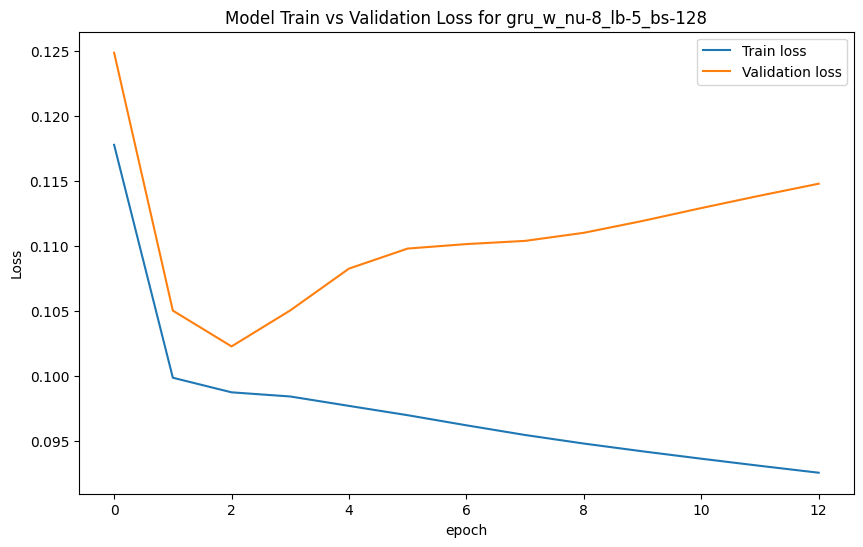 Model Train vs Validation Loss for gru_w_nu-8_lb-5_bs-128
Train loss
Validation loss
0.125
0.120
0.115
0.110
0.105
0.100
0.095
Loss
0 2 4 6 8 10 12
epoch